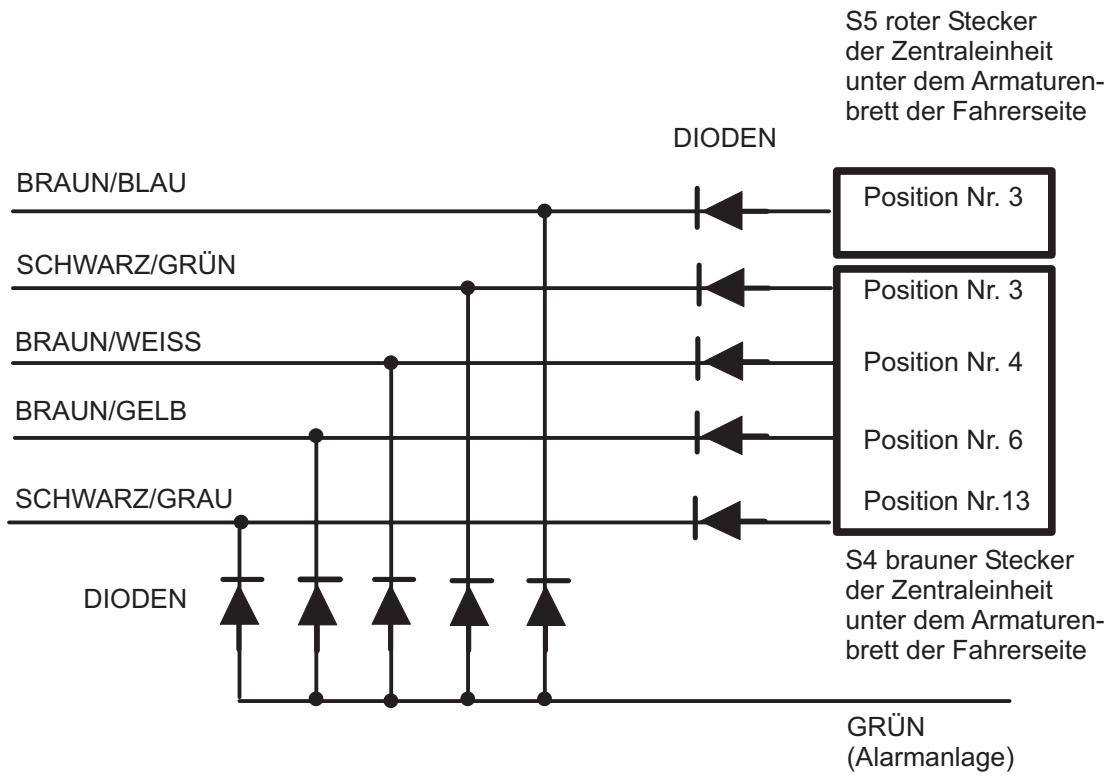 S5 roter Stecker
der Zentraleinheit
unter dem Armaturen-
brett der Fahrerseite
DIODEN
BRAUN/BLAU
Position Nr. 3
SCHWARZ/GRÜN
Position Nr. 3
BRAUN/WEISS
Position Nr. 4
BRAUN/GELB
Position Nr. 6
SCHWARZ/GRAU
Position Nr.13
DIODEN
S4 brauner Stecker
der Zentraleinheit
unter dem Armaturen-
brett der Fahrerseite
GRÜN
(Alarmanlage)